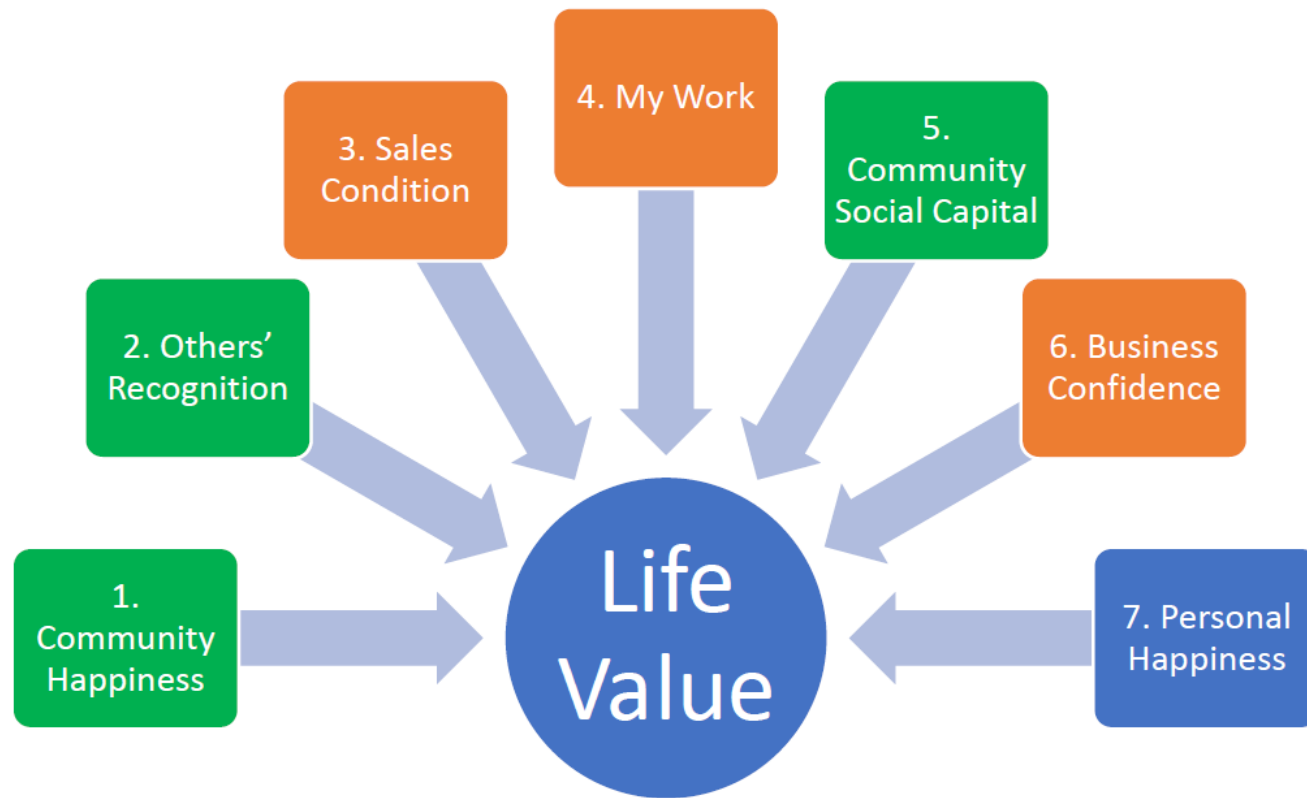 1.
Community
Happiness
2. Others’
Recognition
3. Sales
Condition
4. My Work
5.
Community
Social Capital
6. Business
Confidence
7. Personal
Happiness
Life
Value